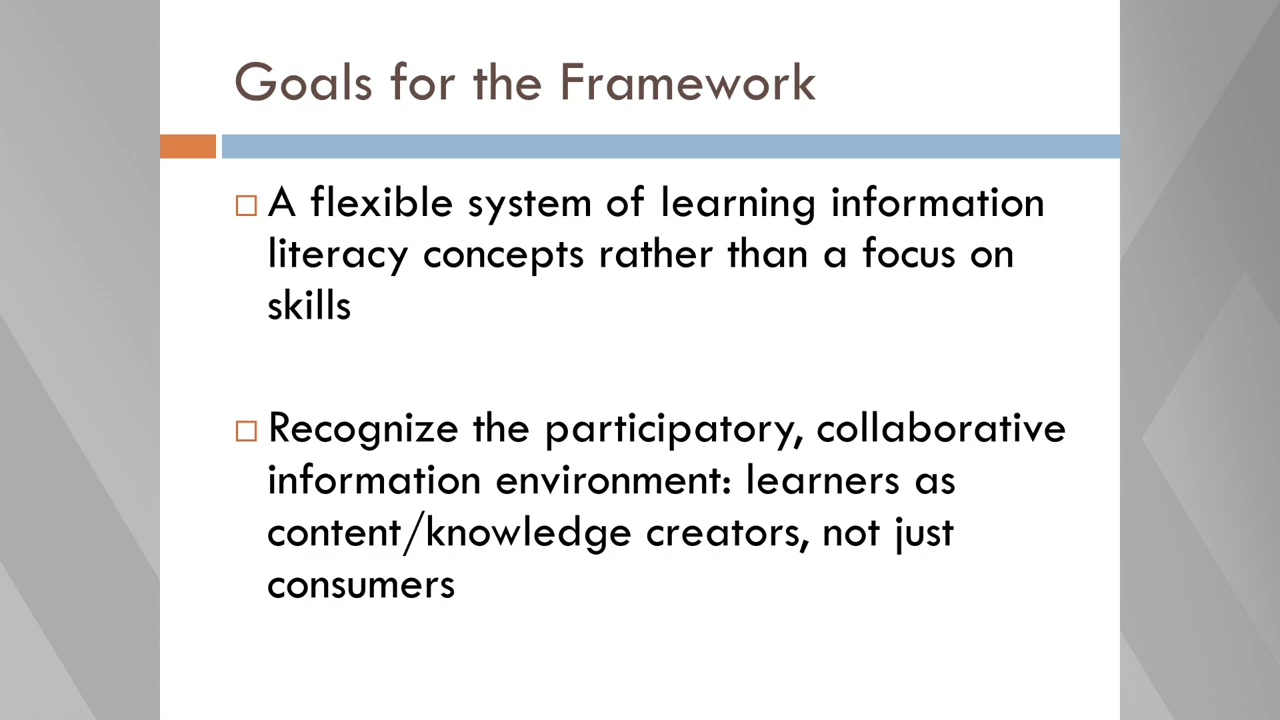 Goals for the Framework
A flexible system of learning information
literacy concepts rather than a focus on
skills
Recognize the participatory, collaborative
information environment: learners as
content/knowledge creators, not just
consumers